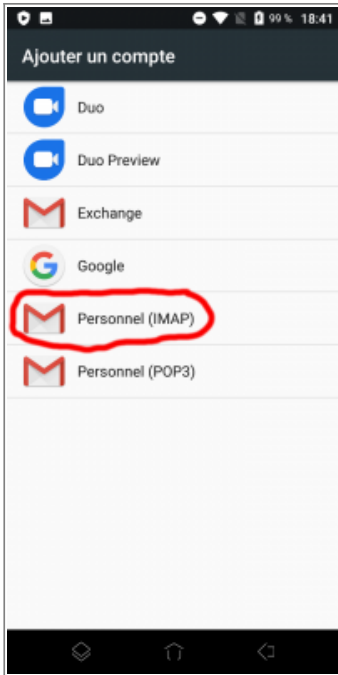 99 % 18:41
Ajouter un compte
Duo
Duo Preview
Exchange
Google
Personnel (IMAP)
Personnel (POP3)